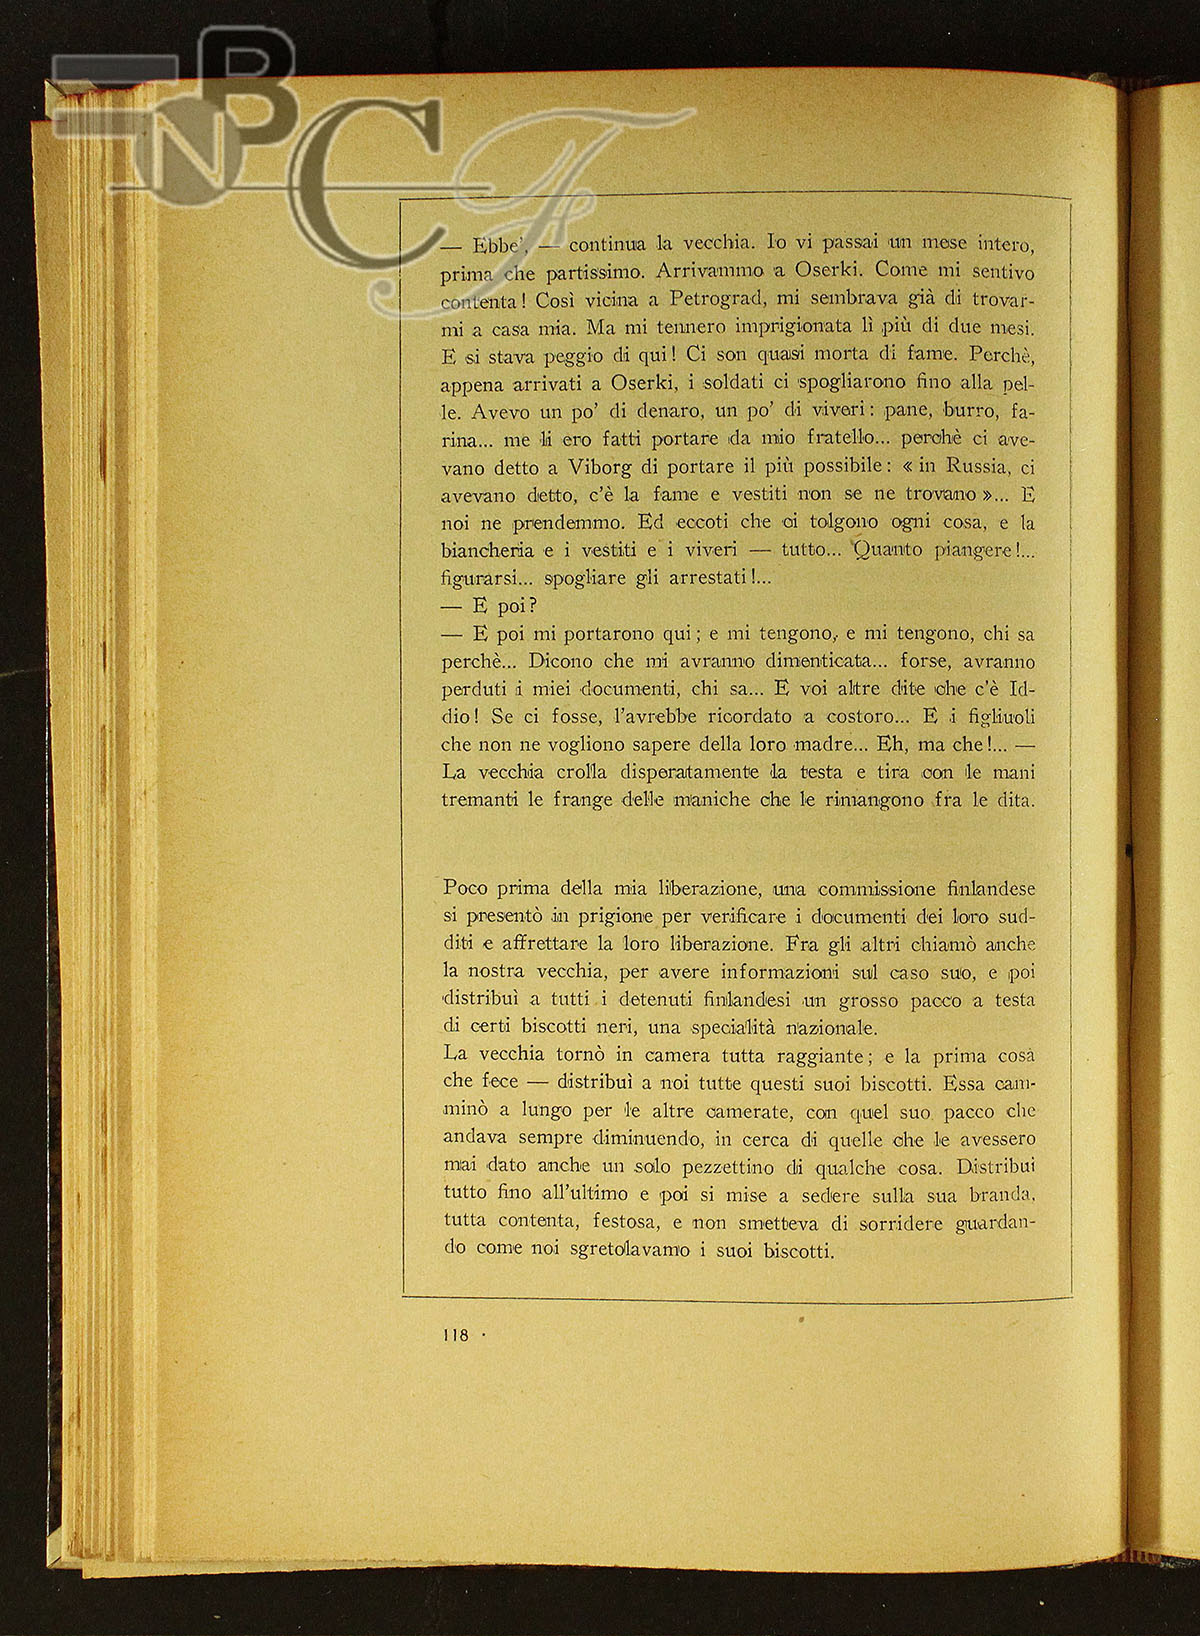 — Ebbe', — continua la vecchia. Io vi passai un mese intero,
prima che partissimo. Arrivammo a Oserki. Come mi sentivo
contenta! Così vicina a Petrograd, mi sembrava già di trovar-
mi a casa mia. Ma mi tennero imprigionata lì più di due mesi.
E si stava peggio di qui! Ci son quasi morta di fame. Perchè,
appena arrivati a Oserki, i soldati ci spogliarono fino alla pel-
le. Avevo un po' di denaro, un po' di viveri: pane, burro, fa-
rina... me li ero fatti portare da mio fratello... perchè ci ave-
vano detto a Viborg di portare il più possibile: « in Russia, ci
avevano detto, c'è la fame e vestiti non se ne trovano »... E
noi ne prendemmo. Ed eccoti che ci tolgono ogni cosa, e la
biancheria e i vestiti e i viveri — tutto... Quanto piangere!...
figurarsi... spogliare gli arrestati!...
— E poi?
— E poi mi portarono qui; e mi tengono, e mi tengono, chi sa
perchè... Dicono che mi avranno dimenticata... forse, avranno
perduti i miei documenti, chi sa... E voi altre dite che c'è Id-
dio! Se ci fosse, l'avrebbe ricordato a costoro... E i figliuoli
che non ne vogliono sapere della loro madre... Eh, ma che!... —
La vecchia crolla disperatamente la testa e tira con le mani
tremanti le frange delle maniche che le rimangono fra le dita.
Poco prima della mia liberazione, una commissione finlandese
si presentò in prigione per verificare i documenti dei loro sud-
diti e affrettare la loro liberazione. Fra gli altri chiamò anche
la nostra vecchia, per avere informazioni sul caso suo, e poi
distribuì a tutti i detenuti finlandesi un grosso pacco a testa
di certi biscotti neri, una specialità nazionale.
La vecchia tornò in camera tutta raggiante; e la prima cosa
che fece — distribuì a noi tutte questi suoi biscotti. Essa cam-
minò a lungo per le altre camerate, con quel suo pacco che
andava sempre diminuendo, in cerca di quelle che le avessero
mai dato anche un solo pezzettino di qualche cosa. Distribuì
tutto fino all'ultimo e poi si mise a sedere sulla sua branda,
tutta contenta, festosa, e non smetteva di sorridere guardan-
do come noi sgretolavamo i suoi biscotti.
118 ·